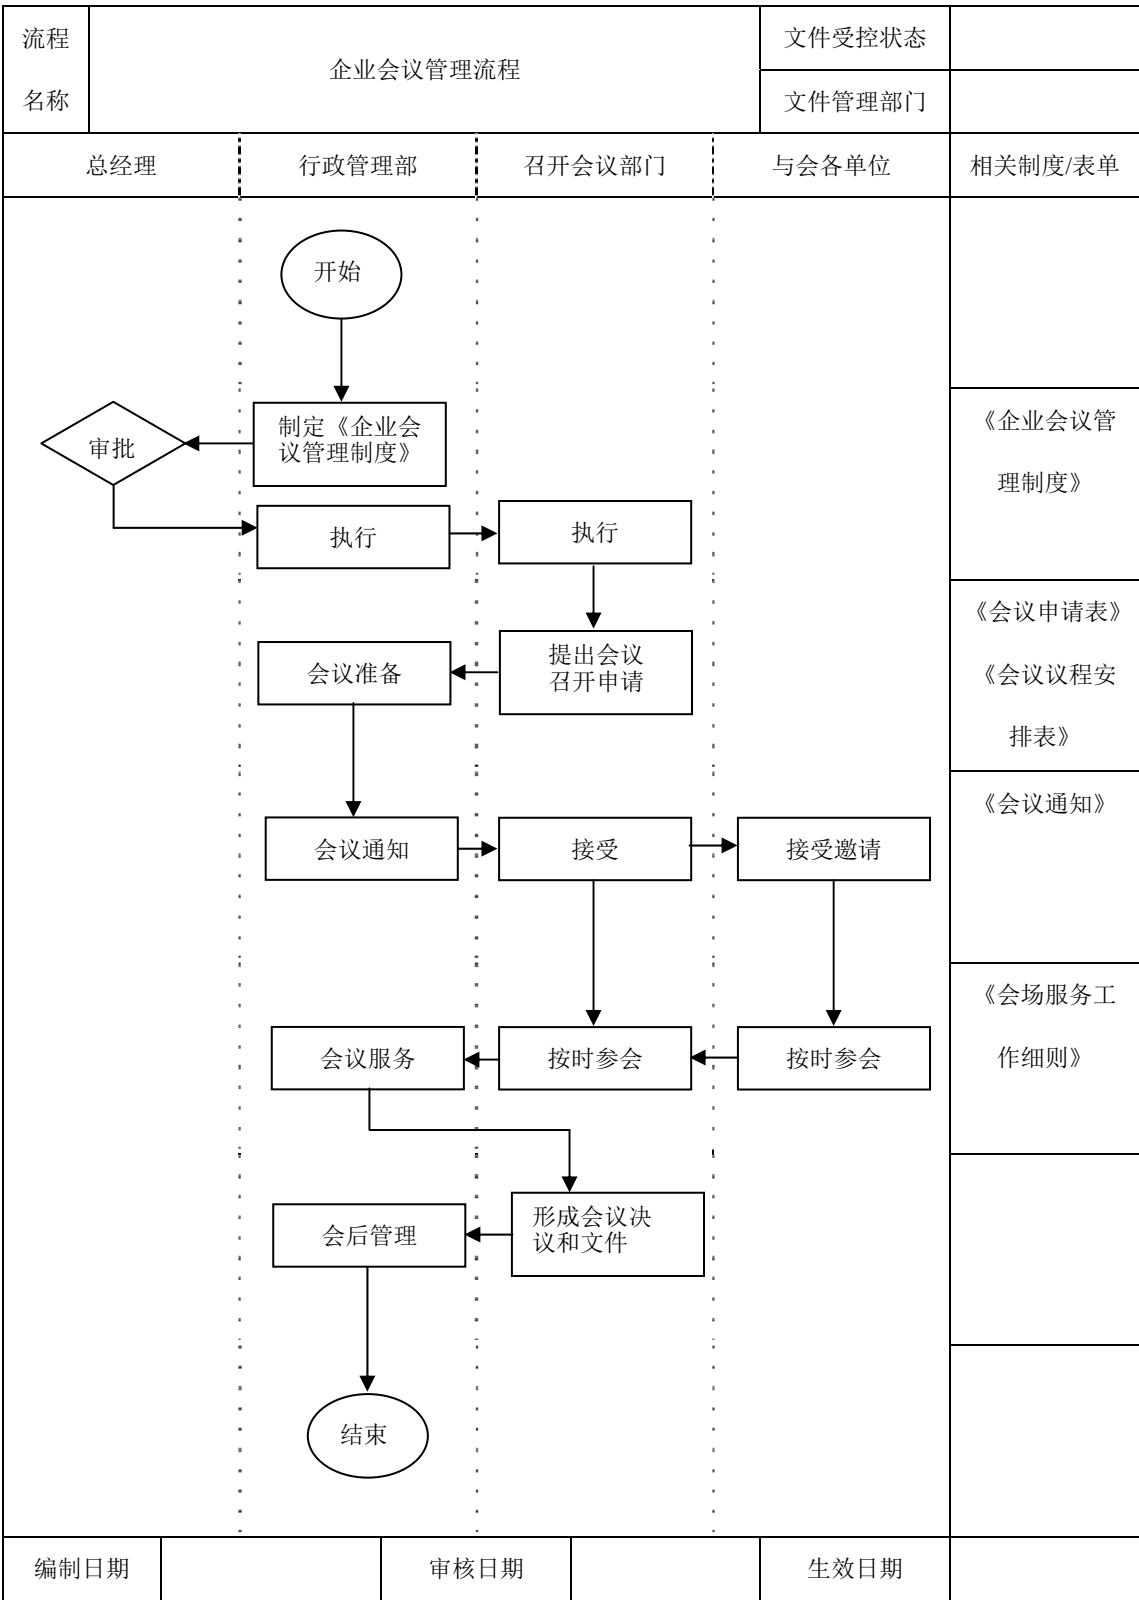 流程
名称
企业会议管理流程
文件受控状态
文件管理部门
总经理
行政管理部
召开会议部门
与会各单位
相关制度/表单
开始
制定《企业会
议管理制度》
审批
《企业会议管
理制度》
执行
执行
提出会议
召开申请
会议准备
《会议申请表》
《会议议程安
排表》
会议通知
接受
接受邀请
《会议通知》
会议服务
按时参会
按时参会
《会场服务工
作细则》
形成会议决
议和文件
会后管理
结束
编制日期
审核日期
生效日期